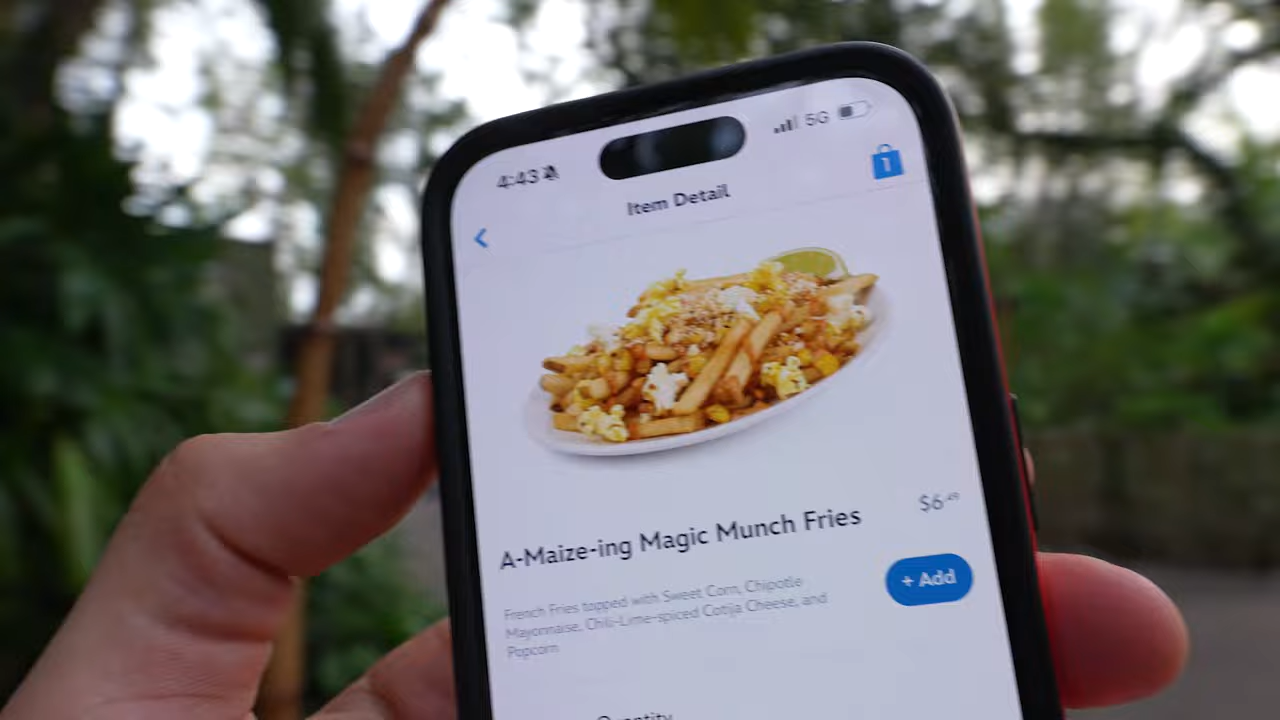 4:43
5G
1
Item Detail
A-Maize-ing Magic Munch Fries
$6.49
+ Add
French Fries topped with Sweet Corn, Chipotle
Mayonnaise, Chili-Lime-spiced Cotija Cheese, and
Popcorn
Quantity